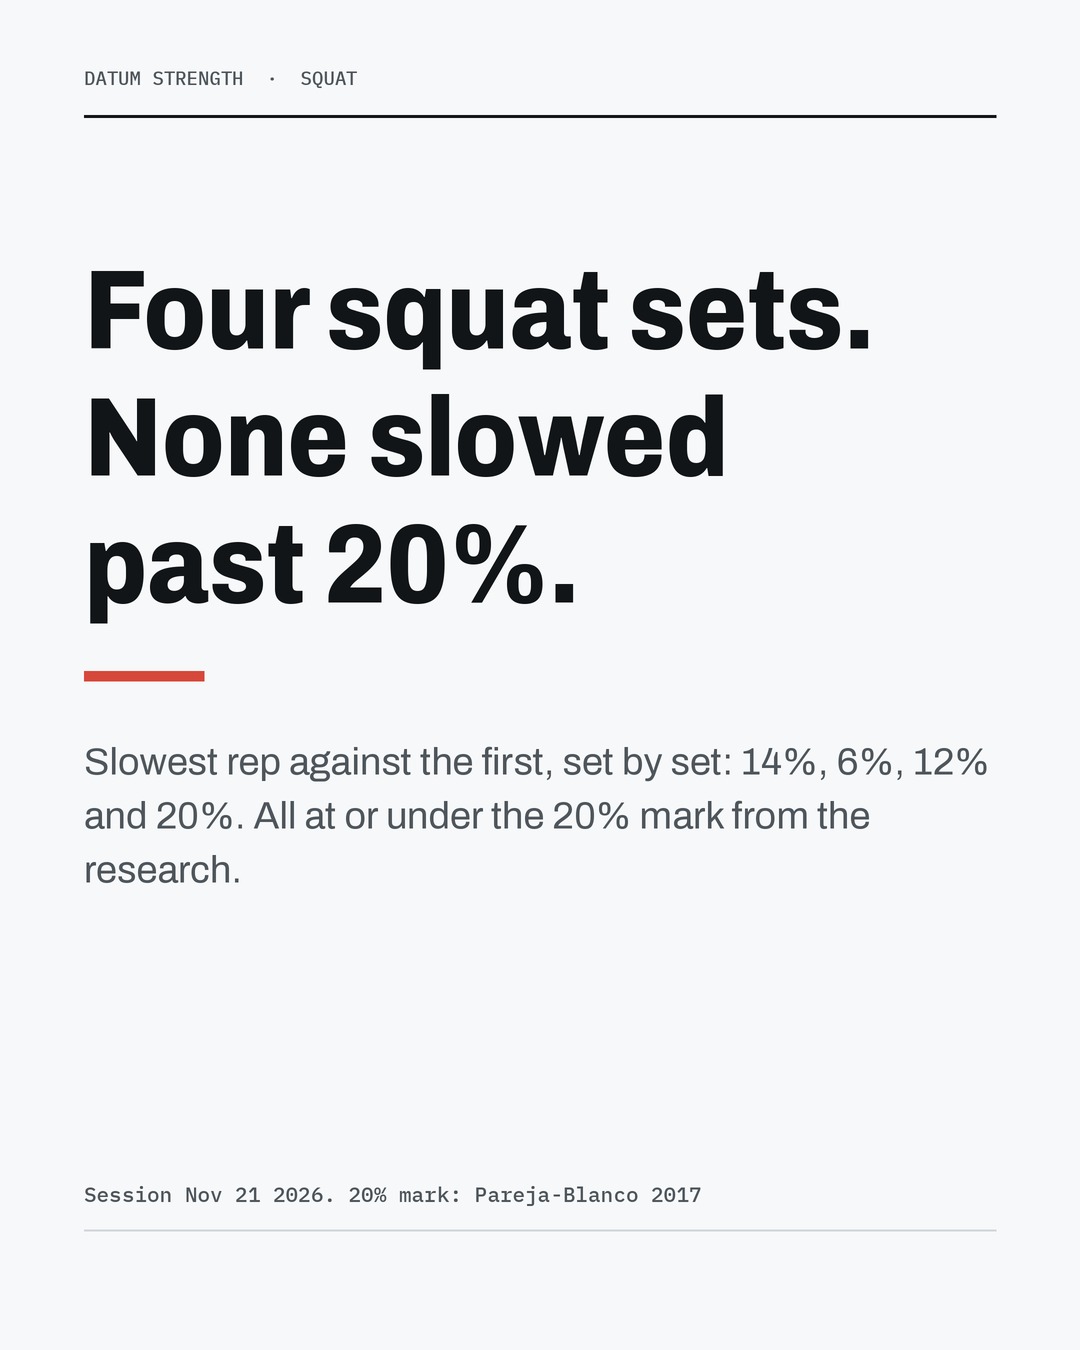 DATUM STRENGTH · SQUAT
Four squat sets.
None slowed
past 20%.
Slowest rep against the first, set by set: 14%, 6%, 12%
and 20%. All at or under the 20% mark from the
research.
Session Nov 21 2026. 20% mark: Pareja-Blanco 2017